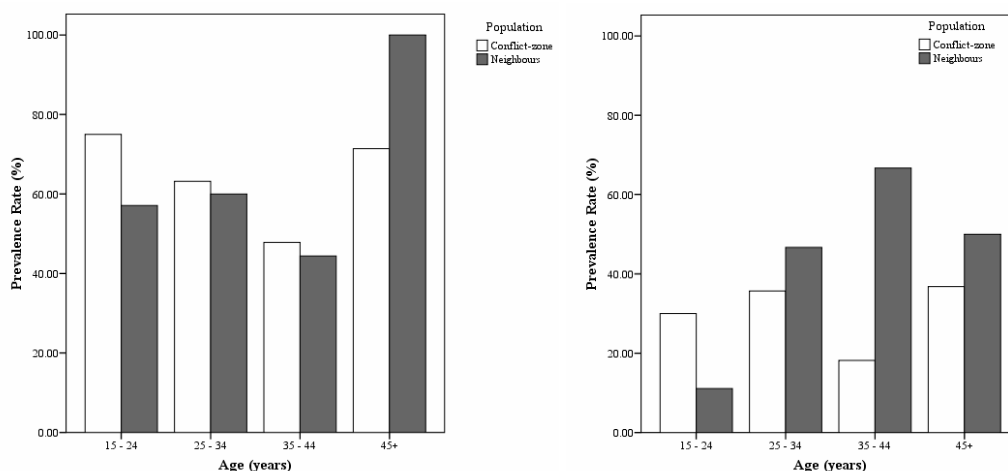 Population
Conflict-zone
Neighbours
100.00
80.00
60.00
40.00
20.00
0.00
Prevalence Rate (%)
15 - 24
25 - 34
35 - 44
45+
Age (years)
Population
Conflict-zone
Neighbours
100.00
80.00
60.00
40.00
20.00
0.00
Prevalence Rate (%)
15 - 24
25 - 34
35 - 44
45+
Age (years)